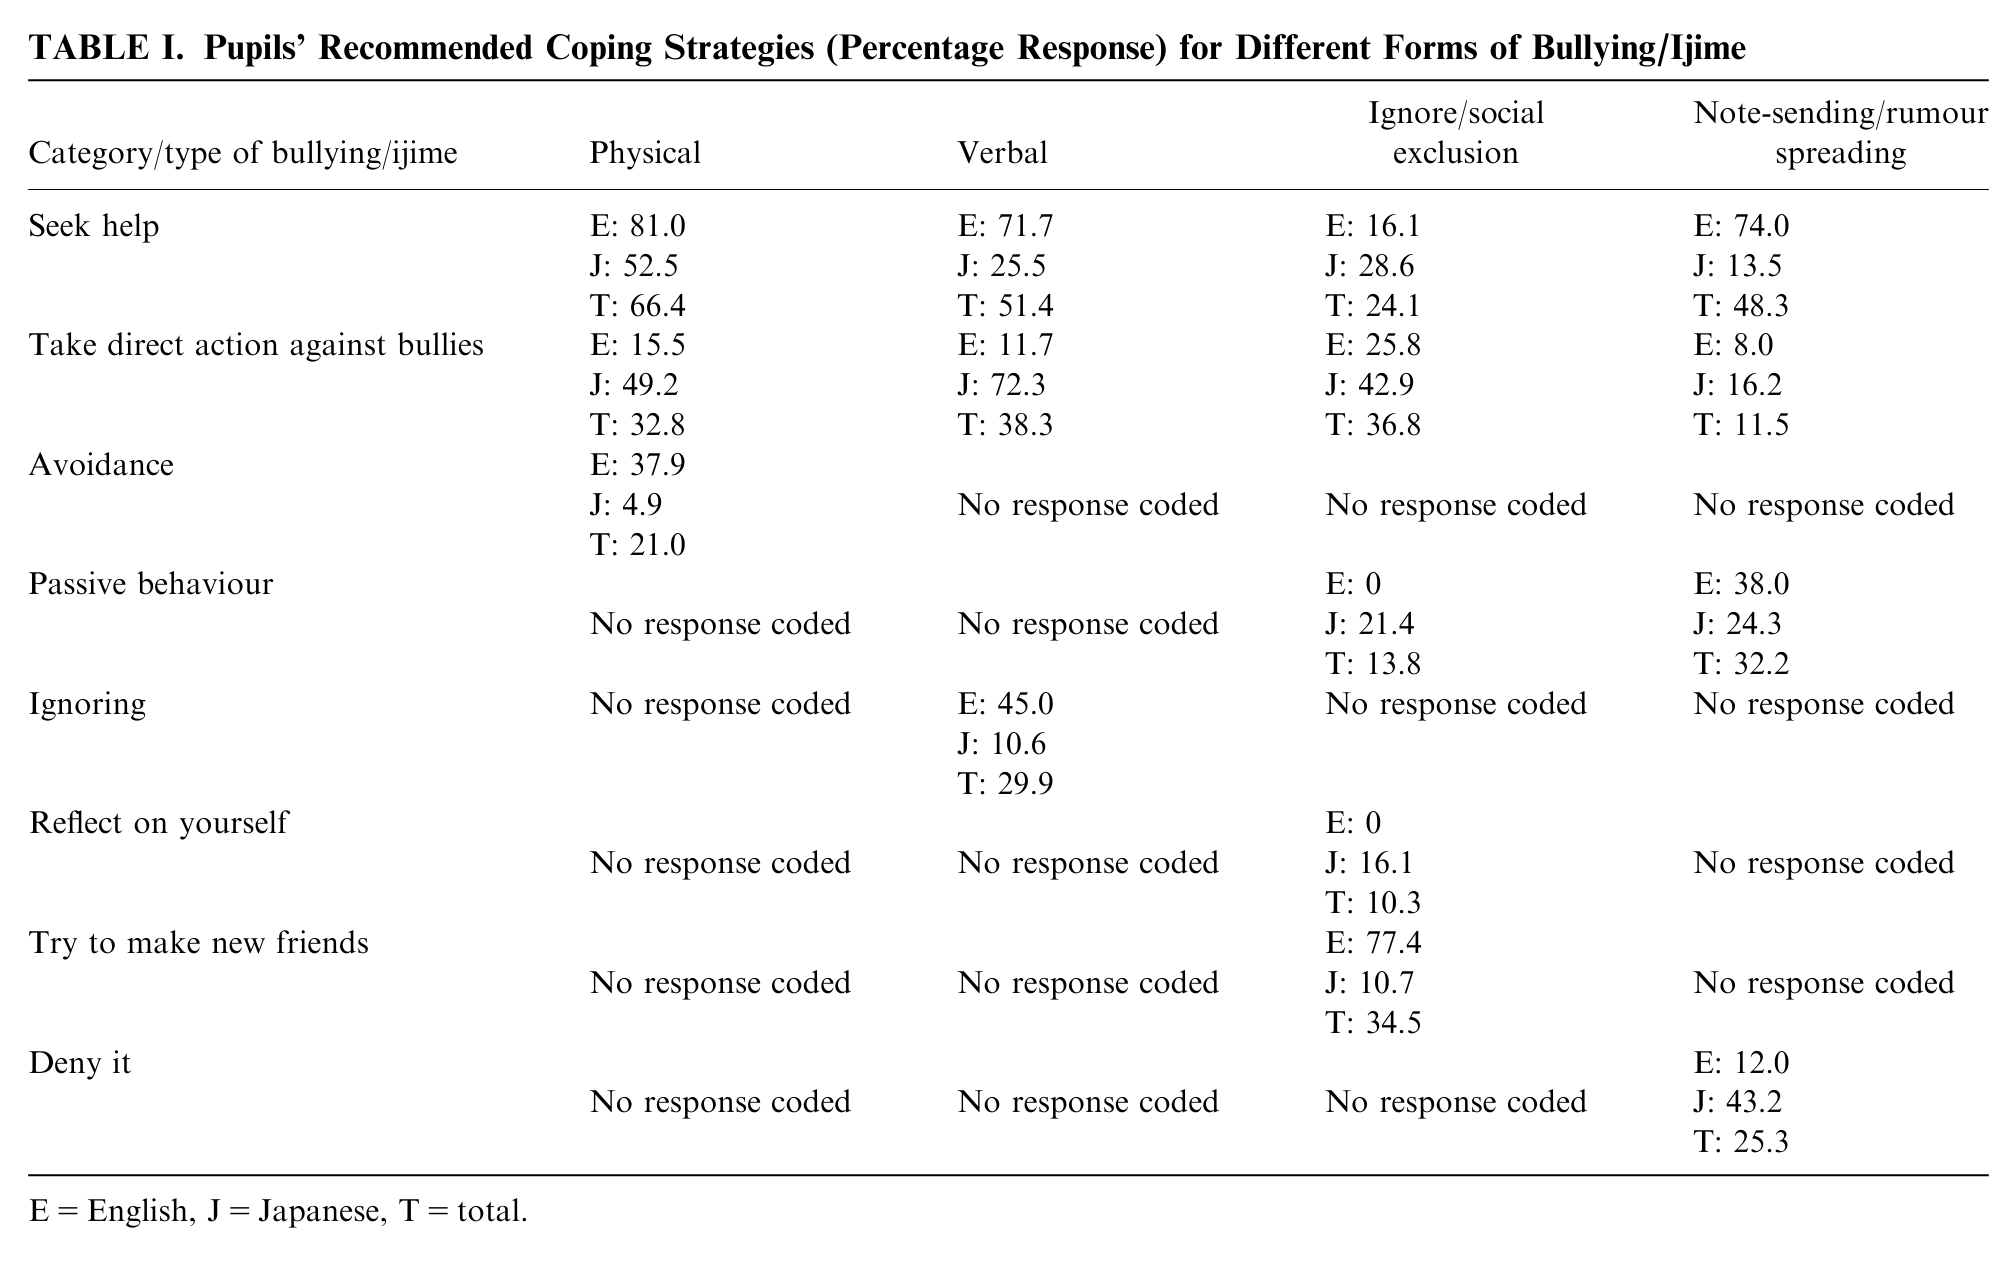 TABLE I. Pupils’ Recommended Coping Strategies (Percentage Response) for Different Forms of Bullying/Ijime
Category/type of bullying/ijime Physical Verbal Ignore/social exclusion Note-sending/rumour spreading
Seek help E: 81.0 E: 71.7 E: 16.1 E: 74.0
J: 52.5 J: 25.5 J: 28.6 J: 13.5
T: 66.4 T: 51.4 T: 24.1 T: 48.3
Take direct action against bullies E: 15.5 E: 11.7 E: 25.8 E: 8.0
J: 49.2 J: 72.3 J: 42.9 J: 16.2
T: 32.8 T: 38.3 T: 36.8 T: 11.5
Avoidance E: 37.9
J: 4.9 No response coded No response coded No response coded
T: 21.0
Passive behaviour E: 0 E: 38.0
No response coded No response coded J: 21.4 J: 24.3
T: 13.8 T: 32.2
Ignoring No response coded E: 45.0 No response coded No response coded
J: 10.6
T: 29.9
Reflect on yourself E: 0
No response coded No response coded J: 16.1 No response coded
T: 10.3
Try to make new friends E: 77.4
No response coded No response coded J: 10.7 No response coded
T: 34.5
Deny it E: 12.0
No response coded No response coded No response coded J: 43.2
T: 25.3
E = English, J = Japanese, T = total.